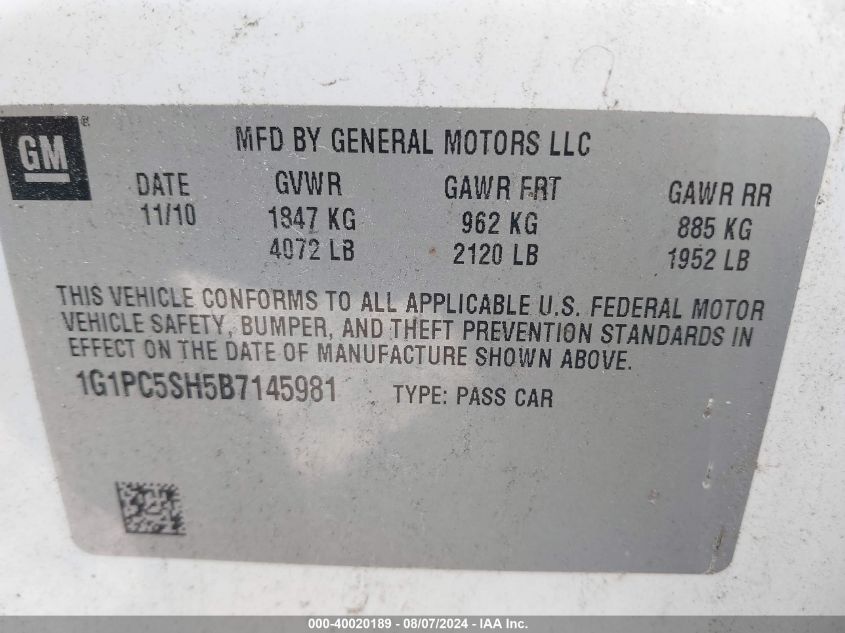 GM®
MFD BY GENERAL MOTORS LLC
DATE GVWR GAWR FRT GAWR RR
11/10 1847 KG 962 KG 885 KG
4072 LB 2120 LB 1952 LB
THIS VEHICLE CONFORMS TO ALL APPLICABLE U.S. FEDERAL MOTOR
VEHICLE SAFETY, BUMPER, AND THEFT PREVENTION STANDARDS IN
EFFECT ON THE DATE OF MANUFACTURE SHOWN ABOVE.
1G1PC5SH5B7145981 TYPE: PASS CAR
000-40020189 - 08/07/2024 - IAA Inc.